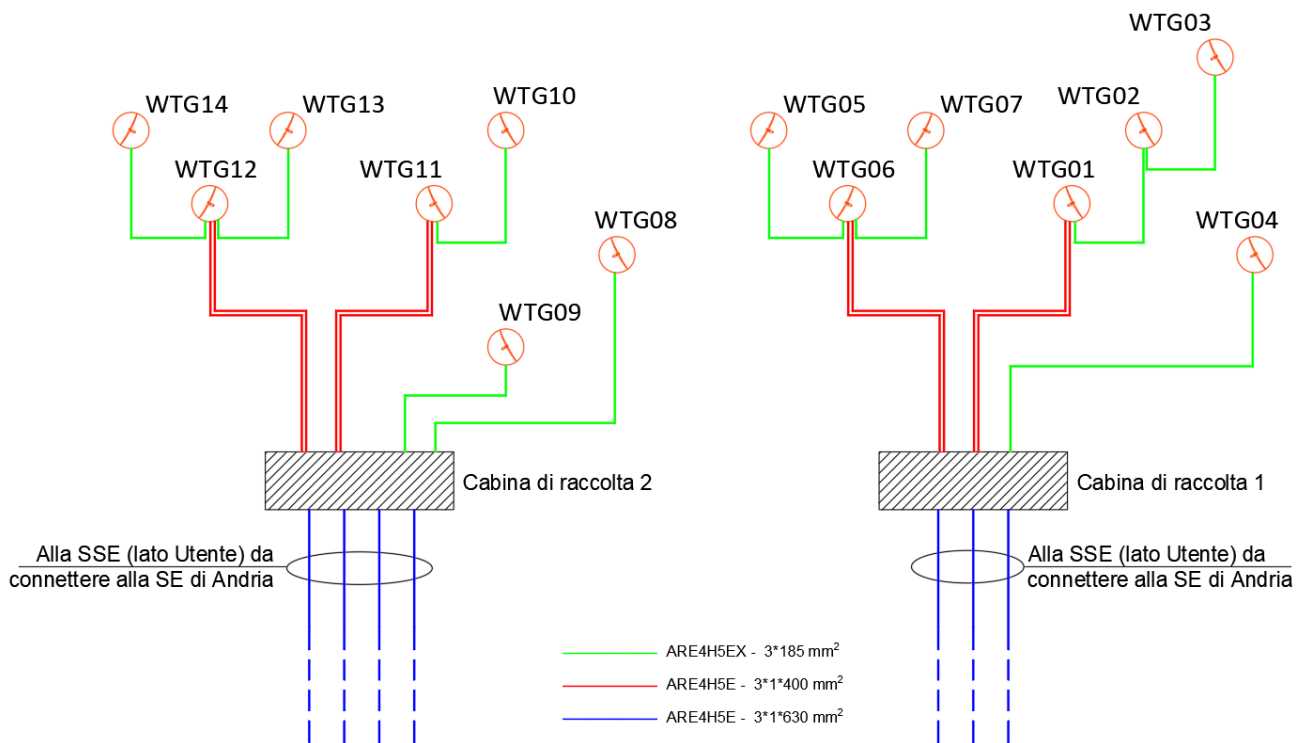 WTG03
WTG14
WTG13
WTG10
WTG05
WTG07
WTG02
WTG12
WTG11
WTG06
WTG01
WTG08
WTG04
WTG09
Cabina di raccolta 2
Cabina di raccolta 1
Alla SSE (lato Utente) da
connettere alla SE di Andria
Alla SSE (lato Utente) da
connettere alla SE di Andria
ARE4H5EX - 3*185 mm²
ARE4H5E - 3*1*400 mm²
ARE4H5E - 3*1*630 mm²